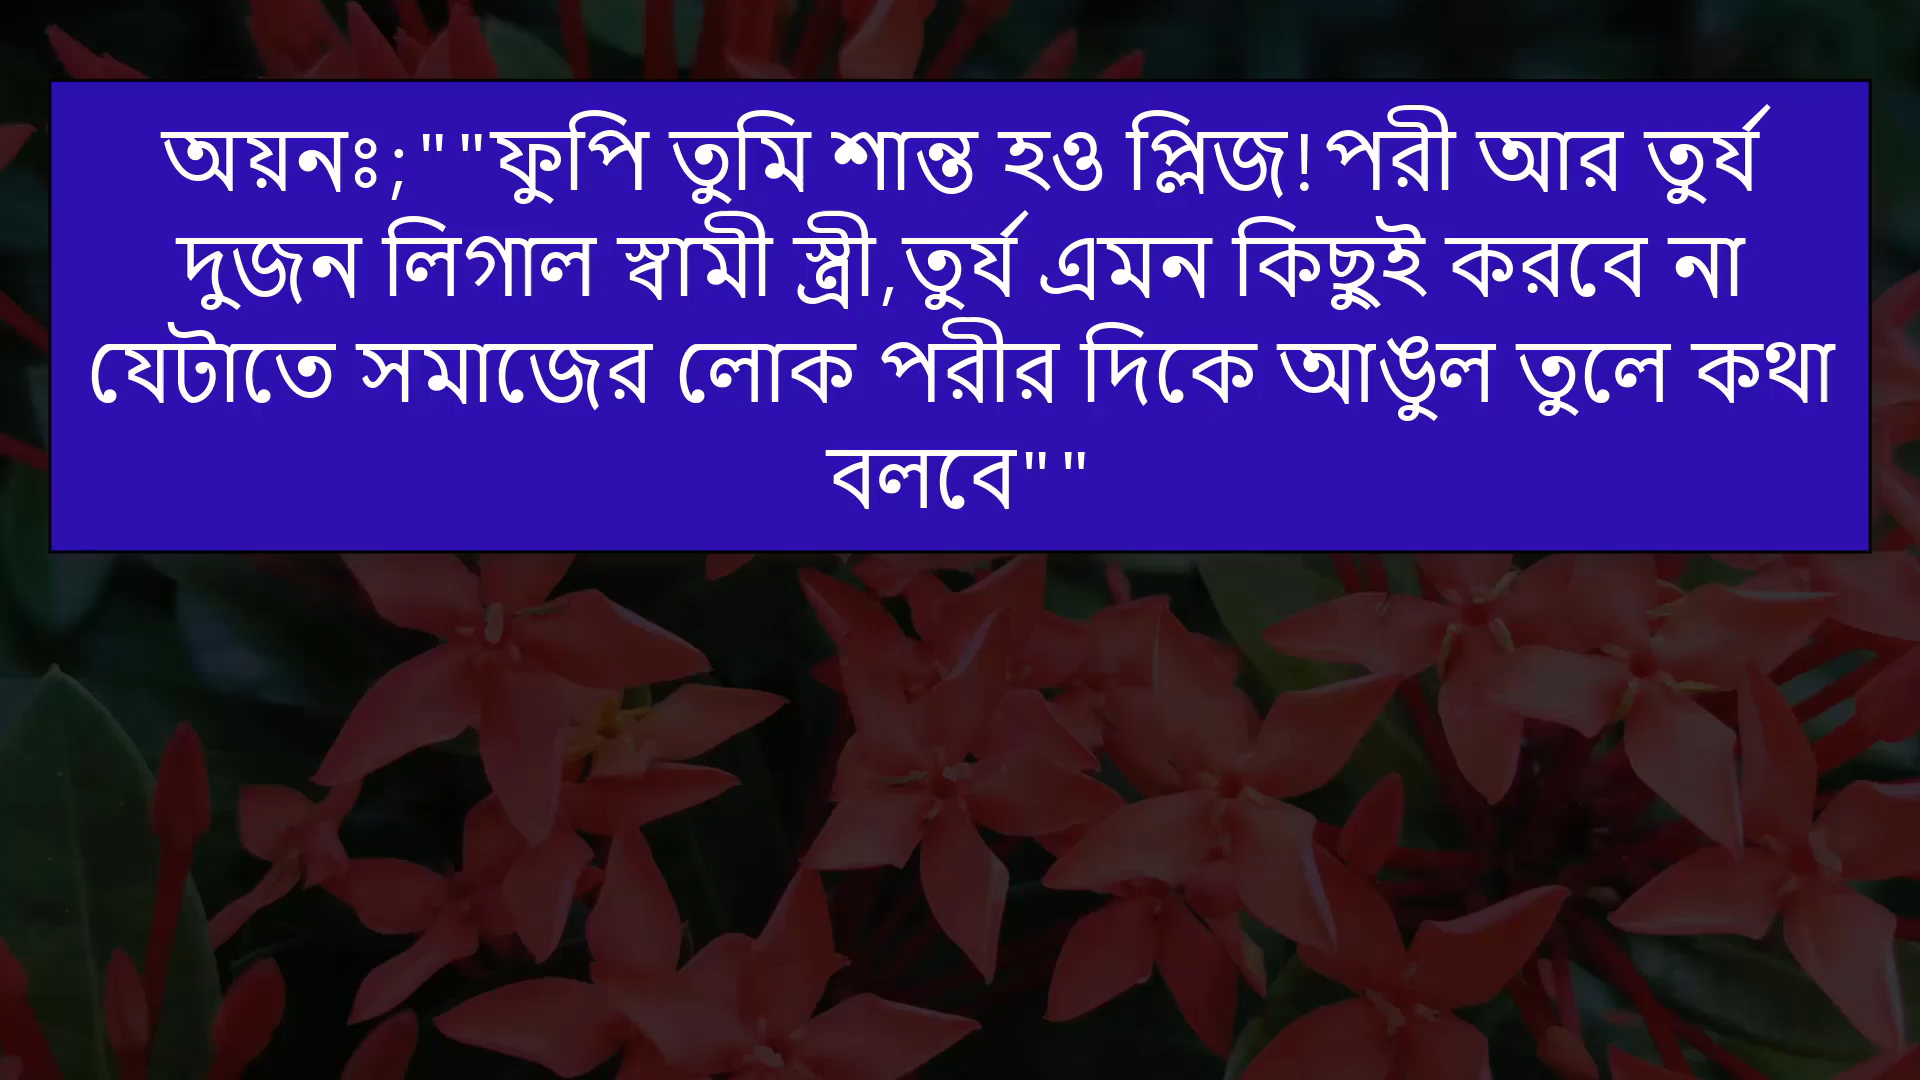 অয়নঃ;""ফুপি তুমি শান্ত হও প্লিজ!পরী আর তুর্য
দুজন লিগাল স্বামী স্ত্রী,তুর্য এমন কিছুই করবে না
যেটাতে সমাজের লোক পরীর দিকে আঙুল তুলে কথা
বলবে""